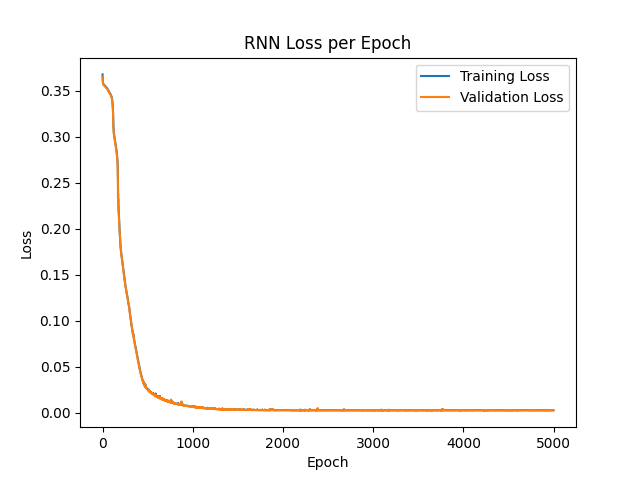 RNN Loss per Epoch
Training Loss
Validation Loss
0.35
0.30
0.25
0.20
0.15
0.10
0.05
0.00
Loss
0 1000 2000 3000 4000 5000
Epoch